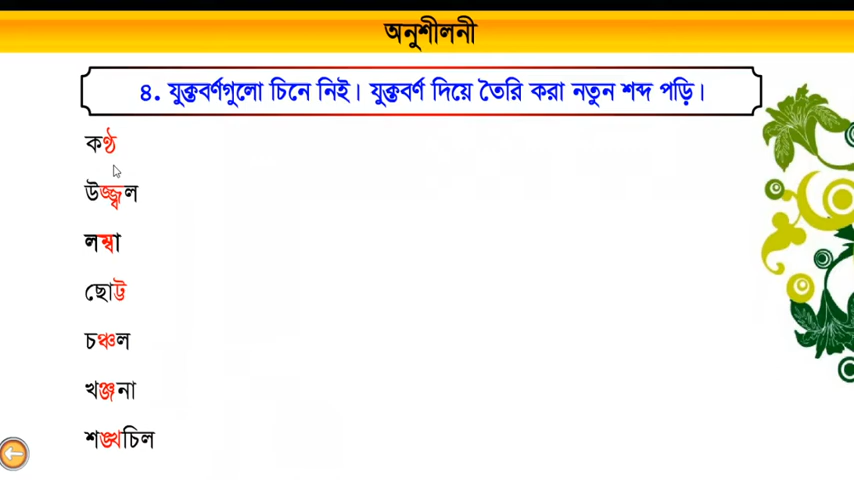 অনুশীলনী
৪. যুক্তবর্ণগুলো চিনে নিই। যুক্তবর্ণ দিয়ে তৈরি করা নতুন শব্দ পড়ি।
কণ্ঠ
উজ্জ্বল
লম্বা
ছোট্ট
চঞ্চল
খঞ্জনা
শঙ্খচিল